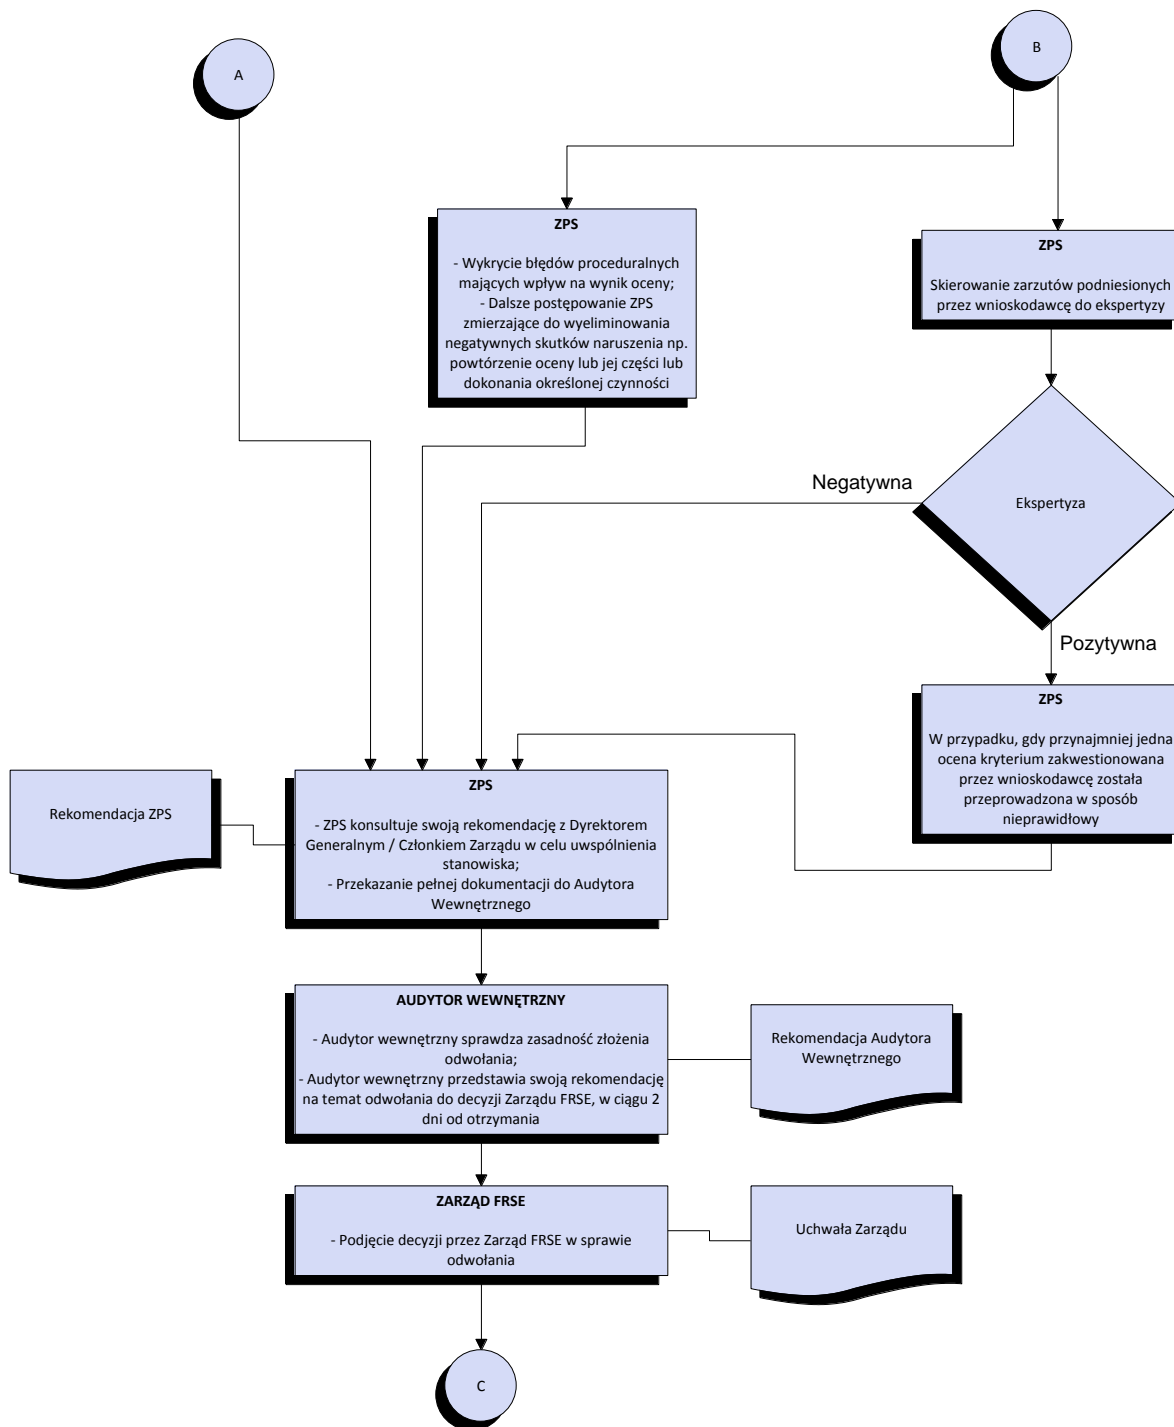 A
B
ZPS
- Wykrycie błędów proceduralnych
mających wpływ na wynik oceny;
- Dalsze postępowanie ZPS
zmierzające do wyeliminowania
negatywnych skutków naruszenia np.
powtórzenie oceny lub jej części lub
dokonania określonej czynności
ZPS
Skierowanie zarzutów podniesionych
przez wnioskodawcę do ekspertyzy
Negatywna
Ekspertyza
Pozytywna
ZPS
W przypadku, gdy przynajmniej jedna
ocena kryterium zakwestionowana
przez wnioskodawcę została
przeprowadzona w sposób
nieprawidłowy
Rekomendacja ZPS
ZPS
- ZPS konsultuje swoją rekomendację z Dyrektorem
Generalnym / Członkiem Zarządu w celu uwspólnienia
stanowiska;
- Przekazanie pełnej dokumentacji do Audytora
Wewnętrznego
AUDYTOR WEWNĘTRZNY
- Audytor wewnętrzny sprawdza zasadność złożenia
odwołania;
- Audytor wewnętrzny przedstawia swoją rekomendację
na temat odwołania do decyzji Zarządu FRSE, w ciągu 2
dni od otrzymania
Rekomendacja Audytora
Wewnętrznego
ZARZĄD FRSE
- Podjęcie decyzji przez Zarząd FRSE w sprawie
odwołania
Uchwała Zarządu
C